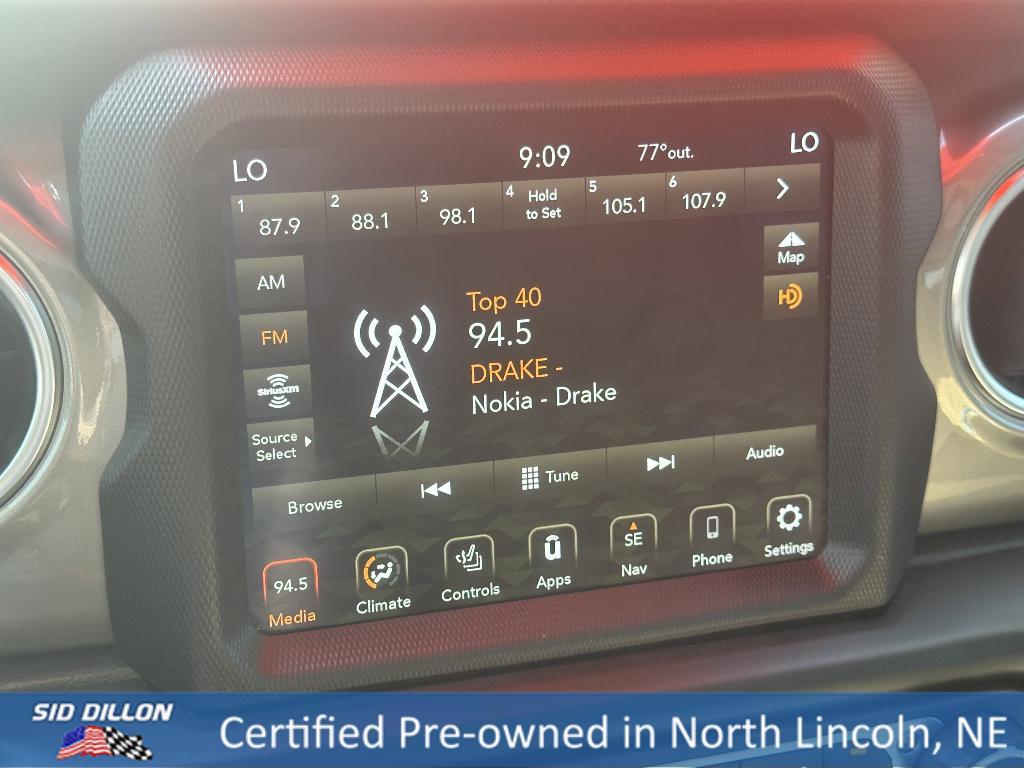 LO 9:09 77°out. LO
1 87.9 2 88.1 3 98.1 4 Hold to Set 5 105.1 6 107.9
AM
Map
FM
HD
SiriusXM
Source
Select
Top 40
94.5
DRAKE -
Nokia - Drake
Browse Tune Audio
94.5 SE
Media Climate Controls Apps Nav Phone Settings
SID DILLON
Certified Pre-owned in North Lincoln, NE